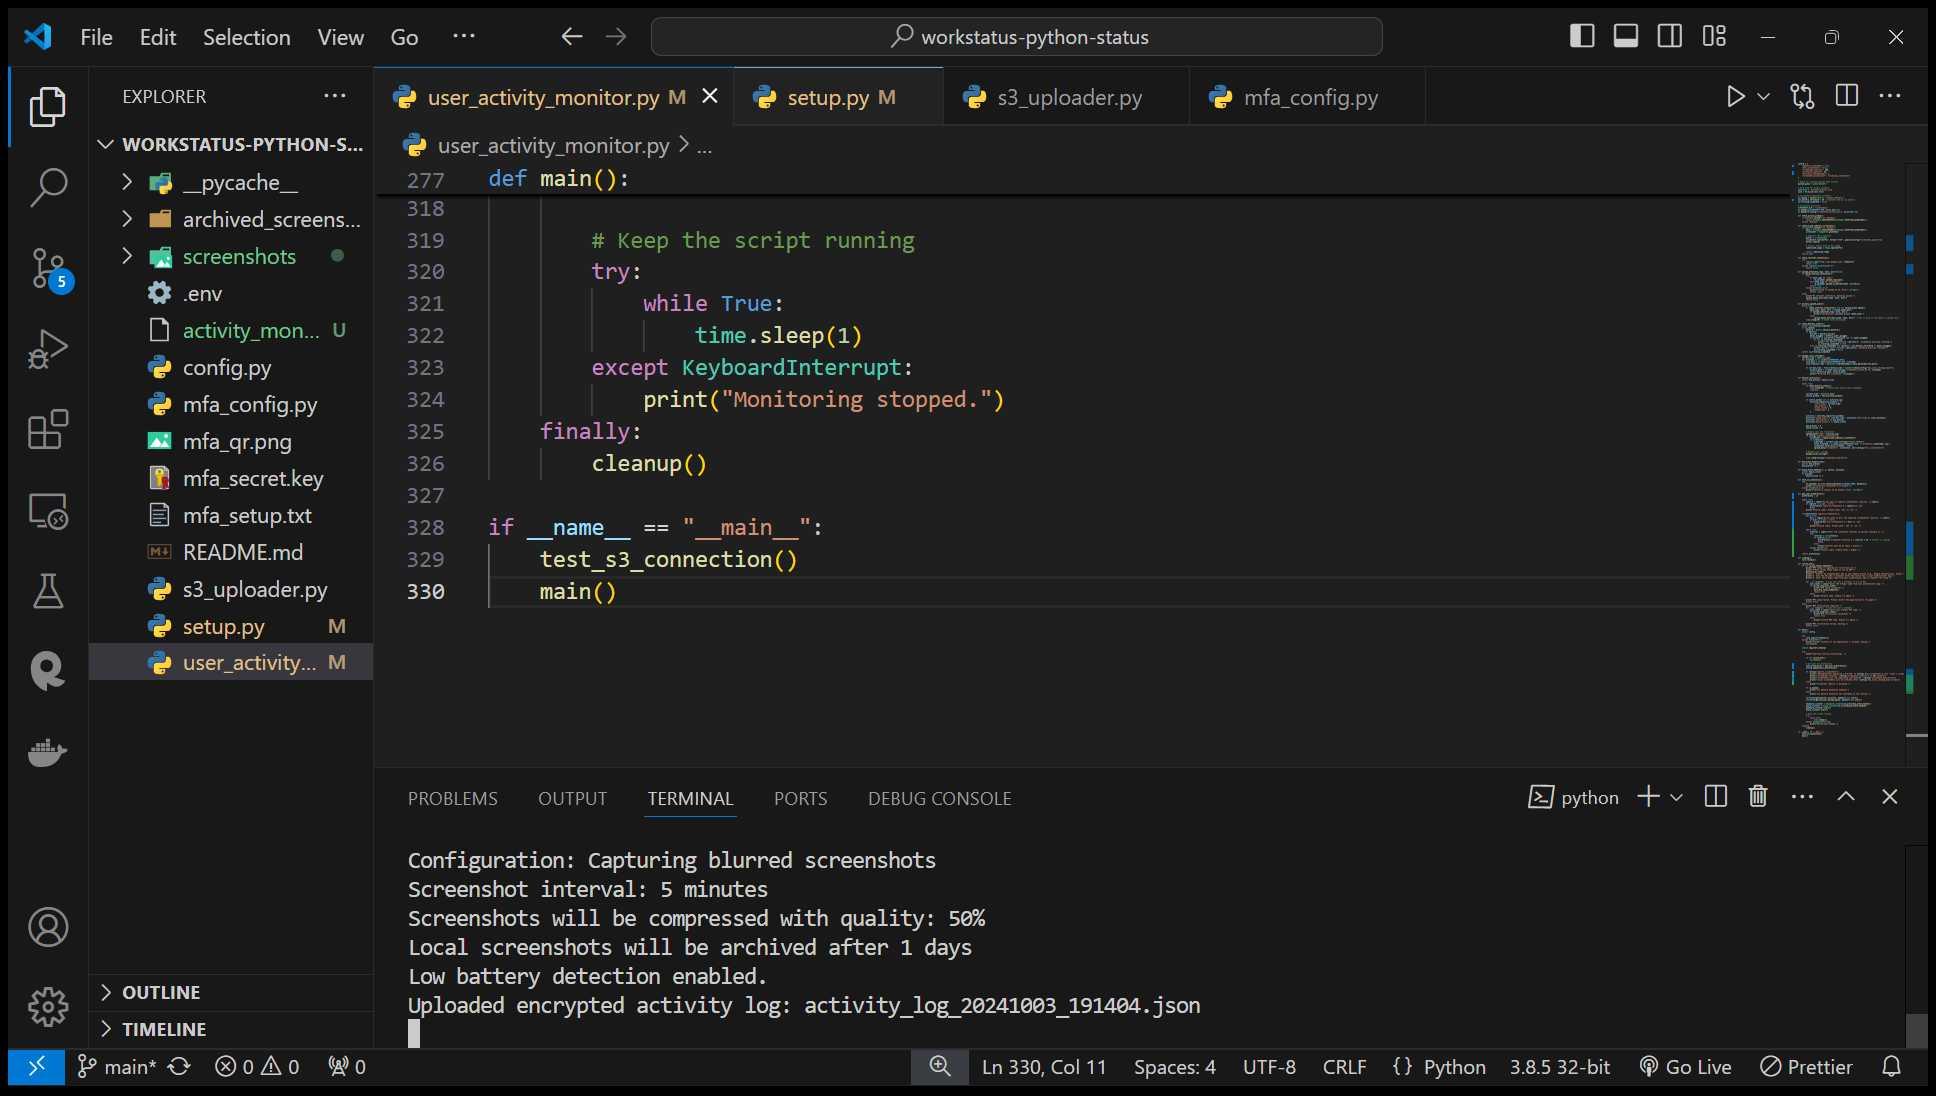 File Edit Selection View Go ...
workstatus-python-status
EXPLORER
WORKSTATUS-PYTHON-S...
__pycache__
archived_screens...
screenshots
.env
activity_mon... U
config.py
mfa_config.py
mfa_qr.png
mfa_secret.key
mfa_setup.txt
README.md
s3_uploader.py
setup.py M
user_activity... M
OUTLINE
TIMELINE
5
user_activity_monitor.py M
setup.py M
s3_uploader.py
mfa_config.py
user_activity_monitor.py > ...
277 def main():
318
319 # Keep the script running
320 try:
321 while True:
322 time.sleep(1)
323 except KeyboardInterrupt:
324 print("Monitoring stopped.")
325 finally:
326 cleanup()
327
328 if __name__ == "__main__":
329 test_s3_connection()
330 main()
PROBLEMS OUTPUT TERMINAL PORTS DEBUG CONSOLE
python
Configuration: Capturing blurred screenshots
Screenshot interval: 5 minutes
Screenshots will be compressed with quality: 50%
Local screenshots will be archived after 1 days
Low battery detection enabled.
Uploaded encrypted activity log: activity_log_20241003_191404.json
main* 0 0 0 Ln 330, Col 11 Spaces: 4 UTF-8 CRLF {} Python 3.8.5 32-bit Go Live Prettier